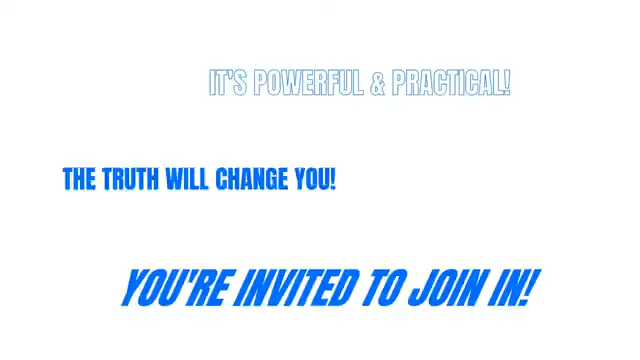 IT'S POWERFUL & PRACTICAL!
THE TRUTH WILL CHANGE YOU!
YOU'RE INVITED TO JOIN IN!